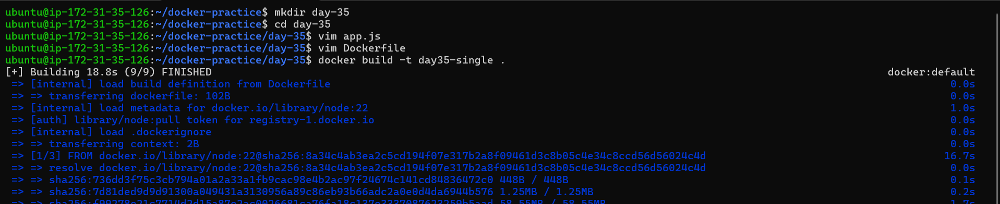 ubuntu@ip-172-31-35-126:~/docker-practice$ mkdir day-35
ubuntu@ip-172-31-35-126:~/docker-practice$ cd day-35
ubuntu@ip-172-31-35-126:~/docker-practice/day-35$ vim app.js
ubuntu@ip-172-31-35-126:~/docker-practice/day-35$ vim Dockerfile
ubuntu@ip-172-31-35-126:~/docker-practice/day-35$ docker build -t day35-single .
[+] Building 18.8s (9/9) FINISHED docker:default
=> [internal] load build definition from Dockerfile 0.0s
=> => transferring dockerfile: 102B 0.0s
=> [internal] load metadata for docker.io/library/node:22 1.0s
=> [auth] library/node:pull token for registry-1.docker.io 0.0s
=> [internal] load .dockerignore 0.0s
=> => transferring context: 2B 0.0s
=> [1/3] FROM docker.io/library/node:22@sha256:8a34c4ab3ea2c5cd194f07e317b2a8f09461d3c8b05c4e34c8ccd56d56024c4d 16.7s
=> => resolve docker.io/library/node:22@sha256:8a34c4ab3ea2c5cd194f07e317b2a8f09461d3c8b05c4e34c8ccd56d56024c4d 0.0s
=> => sha256:736dd3f75c3cb794a01a2a33a1fb9cac98e4b2ac97f24674c141cd84836472c0 448B / 448B 0.1s
=> => sha256:7d81ded9d9d91300a049431a3130956a89c86eb93b66adc2a0e0d4da6944b576 1.25MB / 1.25MB 0.2s
=> => 58.55MB / 58.55MB 1.7s